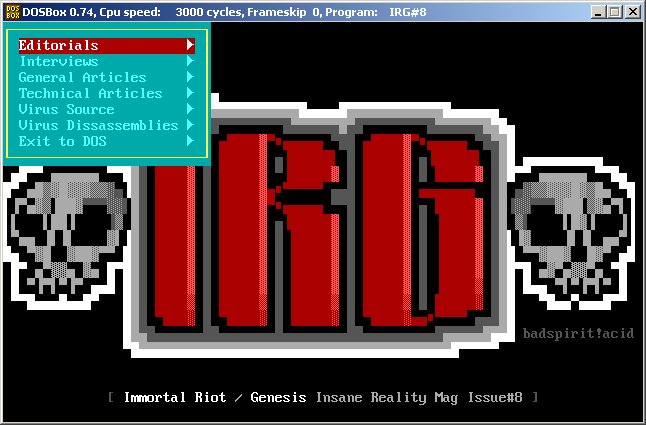 DOSBox 0.74, Cpu speed: 3000 cycles, Frameskip 0, Program: IRG#8
Editorials
Interviews
General Articles
Technical Articles
Virus Source
Virus Dissassemblies
Exit to DOS
IRG
badspirit!acid
[ Immortal Riot / Genesis Insane Reality Mag Issue#8 ]